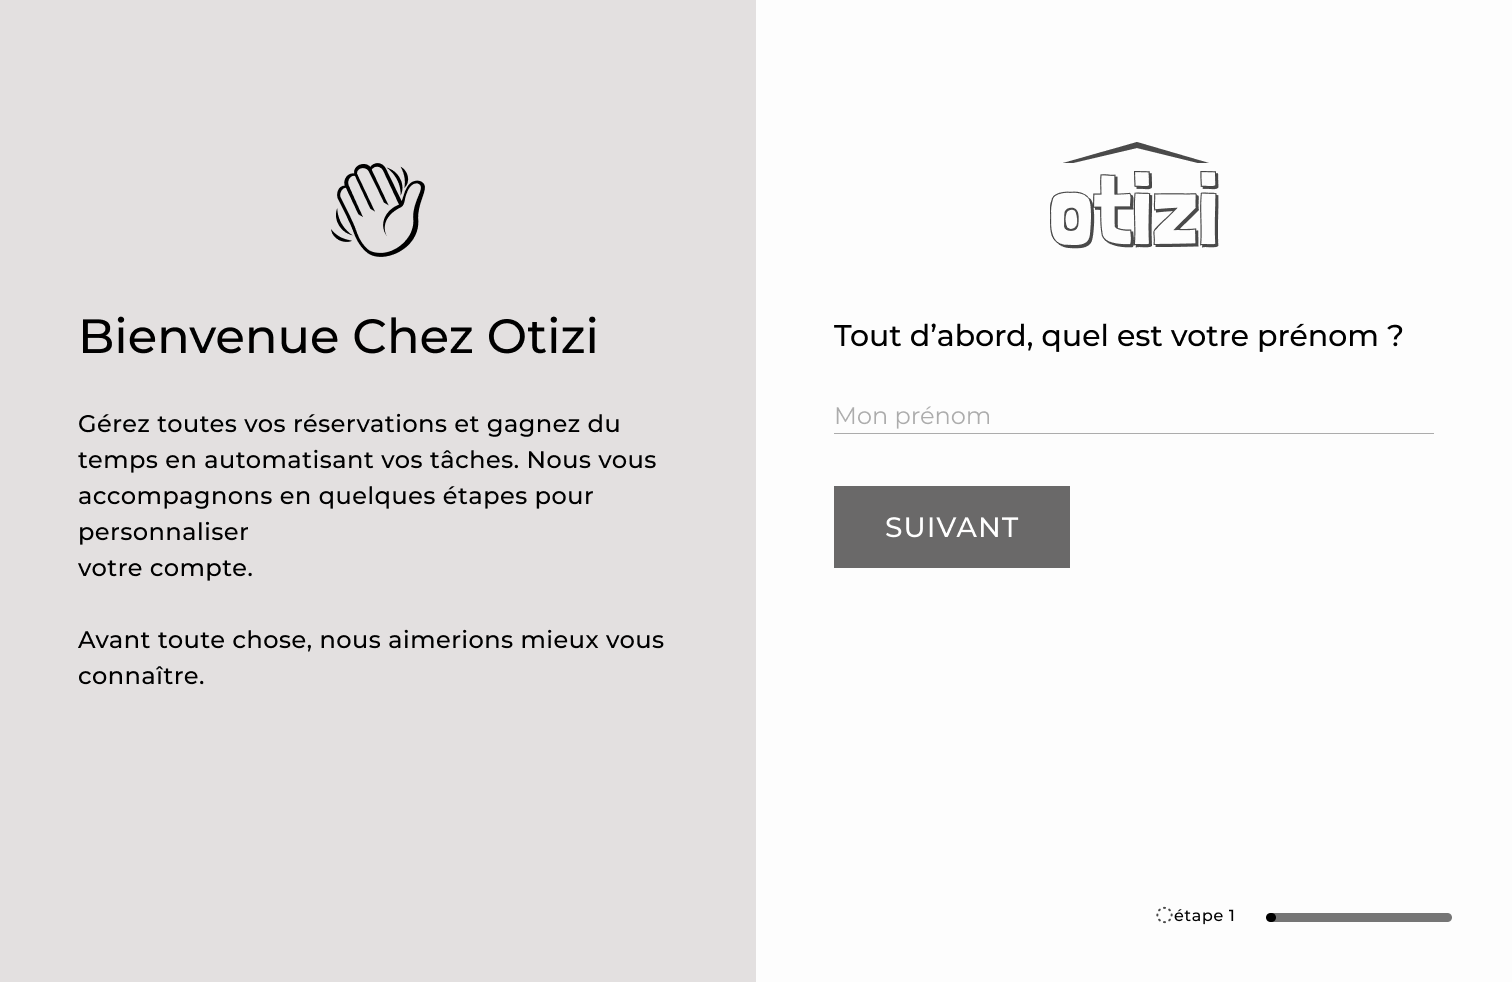 Bienvenue Chez Otizi
Gérez toutes vos réservations et gagnez du
temps en automatisant vos tâches. Nous vous
accompagnons en quelques étapes pour
personnaliser
votre compte.
Avant toute chose, nous aimerions mieux vous
connaître.
otizi
Tout d’abord, quel est votre prénom ?
Mon prénom
SUIVANT
étape 1